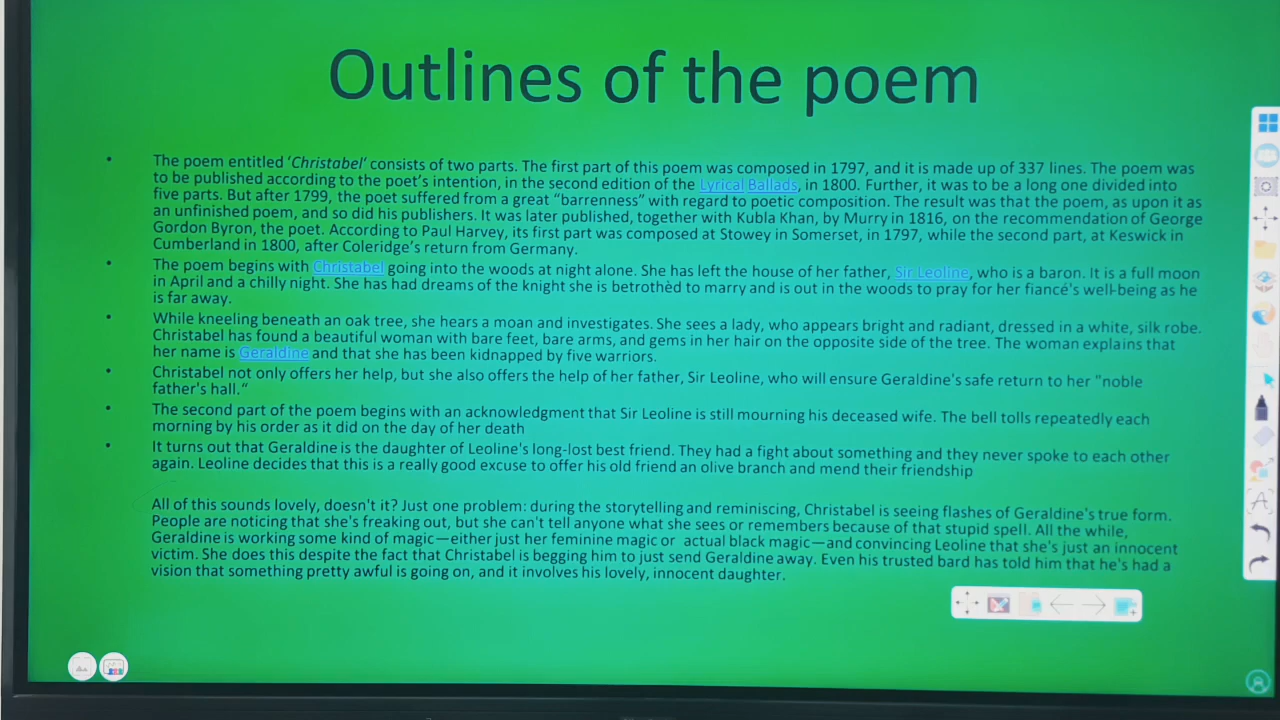 Outlines of the poem
• The poem entitled ‘Christabel’ consists of two parts. The first part of this poem was composed in 1797, and it is made up of 337 lines. The poem was
to be published according to the poet’s intention, in the second edition of the Lyrical Ballads, in 1800. Further, it was to be a long one divided into
five parts. But after 1799, the poet suffered from a great “barrenness” with regard to poetic composition. The result was that the poem, as upon it as
an unfinished poem, and so did his publishers. It was later published, together with Kubla Khan, by Murry in 1816, on the recommendation of George
Gordon Byron, the poet. According to Paul Harvey, its first part was composed at Stowey in Somerset, in 1797, while the second part, at Keswick in
Cumberland in 1800, after Coleridge’s return from Germany.
• The poem begins with Christabel going into the woods at night alone. She has left the house of her father, Sir Leoline, who is a baron. It is a full moon
in April and a chilly night. She has had dreams of the knight she is betrothèd to marry and is out in the woods to pray for her fiancé's well-being as he
is far away.
• While kneeling beneath an oak tree, she hears a moan and investigates. She sees a lady, who appears bright and radiant, dressed in a white, silk robe.
Christabel has found a beautiful woman with bare feet, bare arms, and gems in her hair on the opposite side of the tree. The woman explains that
her name is Geraldine and that she has been kidnapped by five warriors.
• Christabel not only offers her help, but she also offers the help of her father, Sir Leoline, who will ensure Geraldine's safe return to her "noble
father's hall.“
• The second part of the poem begins with an acknowledgment that Sir Leoline is still mourning his deceased wife. The bell tolls repeatedly each
morning by his order as it did on the day of her death
• It turns out that Geraldine is the daughter of Leoline's long-lost best friend. They had a fight about something and they never spoke to each other
again. Leoline decides that this is a really good excuse to offer his old friend an olive branch and mend their friendship
All of this sounds lovely, doesn't it? Just one problem: during the storytelling and reminiscing, Christabel is seeing flashes of Geraldine's true form.
People are noticing that she's freaking out, but she can't tell anyone what she sees or remembers because of that stupid spell. All the while,
Geraldine is working some kind of magic—either just her feminine magic or actual black magic—and convincing Leoline that she's just an innocent
victim. She does this despite the fact that Christabel is begging him to just send Geraldine away. Even his trusted bard has told him that he's had a
vision that something pretty awful is going on, and it involves his lovely, innocent daughter.